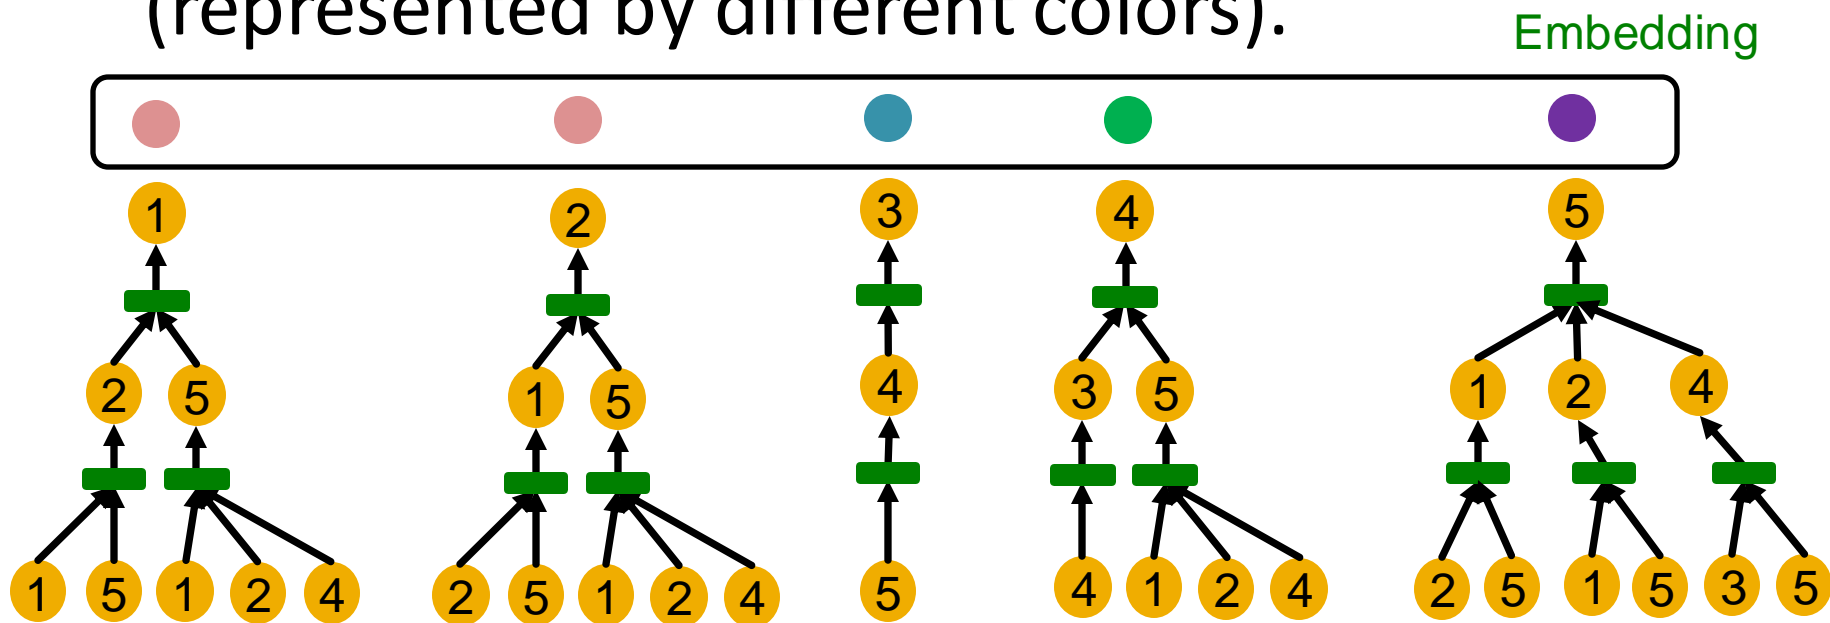 (represented by different colors).
Embedding
1 2 3 4 5
2 5 1 5 4 3 5 1 2 4
1 5 1 2 4 2 5 1 2 4 5 4 1 2 4 2 5 1 5 3 5